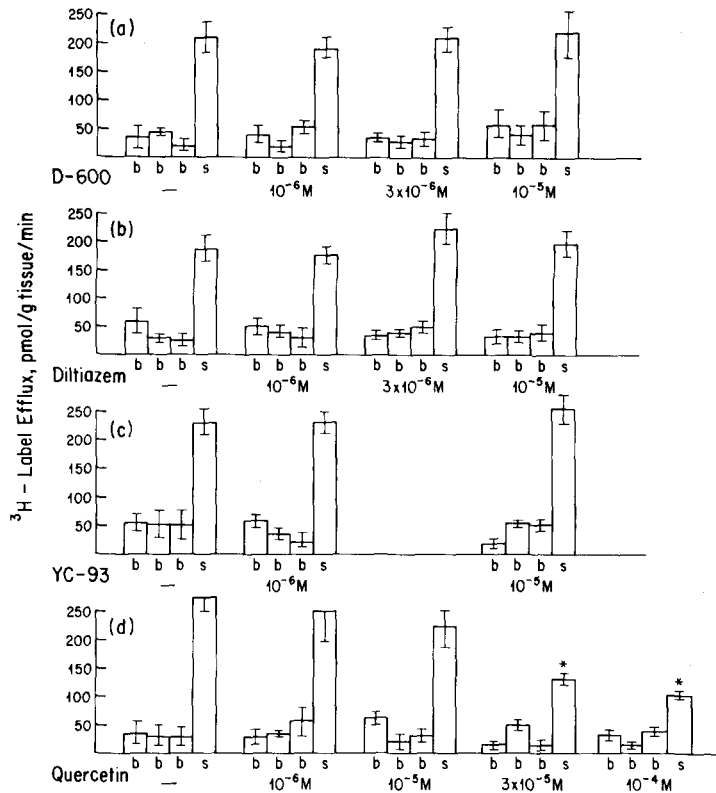 ³H – Label Efflux, pmol/g tissue/min
(a)
250
200
150
100
50
b b b s b b b s b b b s b b b s
D-600 — 10⁻⁶M 3x10⁻⁶M 10⁻⁵M
(b)
250
200
150
100
50
b b b s b b b s b b b s b b b s
Diltiazem — 10⁻⁶M 3x10⁻⁶M 10⁻⁵M
(c)
250
200
150
100
50
b b b s b b b s b b b s
YC-93 — 10⁻⁶M 10⁻⁵M
(d)
250
200
150
100
50
* *
b b b s b b b s b b b s b b b s b b b s
Quercetin — 10⁻⁶M 10⁻⁵M 3x10⁻⁵M 10⁻⁴M